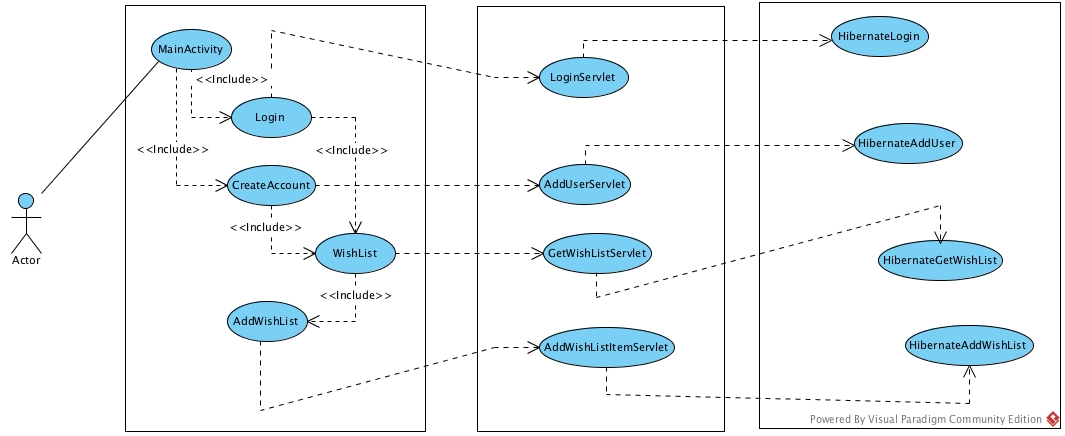 MainActivity
<<Include>>
Login
<<Include>>
<<Include>>
CreateAccount
<<Include>>
WishList
<<Include>>
AddWishList
Actor
LoginServlet
AddUserServlet
GetWishListServlet
AddWishListItemServlet
HibernateLogin
HibernateAddUser
HibernateGetWishList
HibernateAddWishList
Powered By Visual Paradigm Community Edition